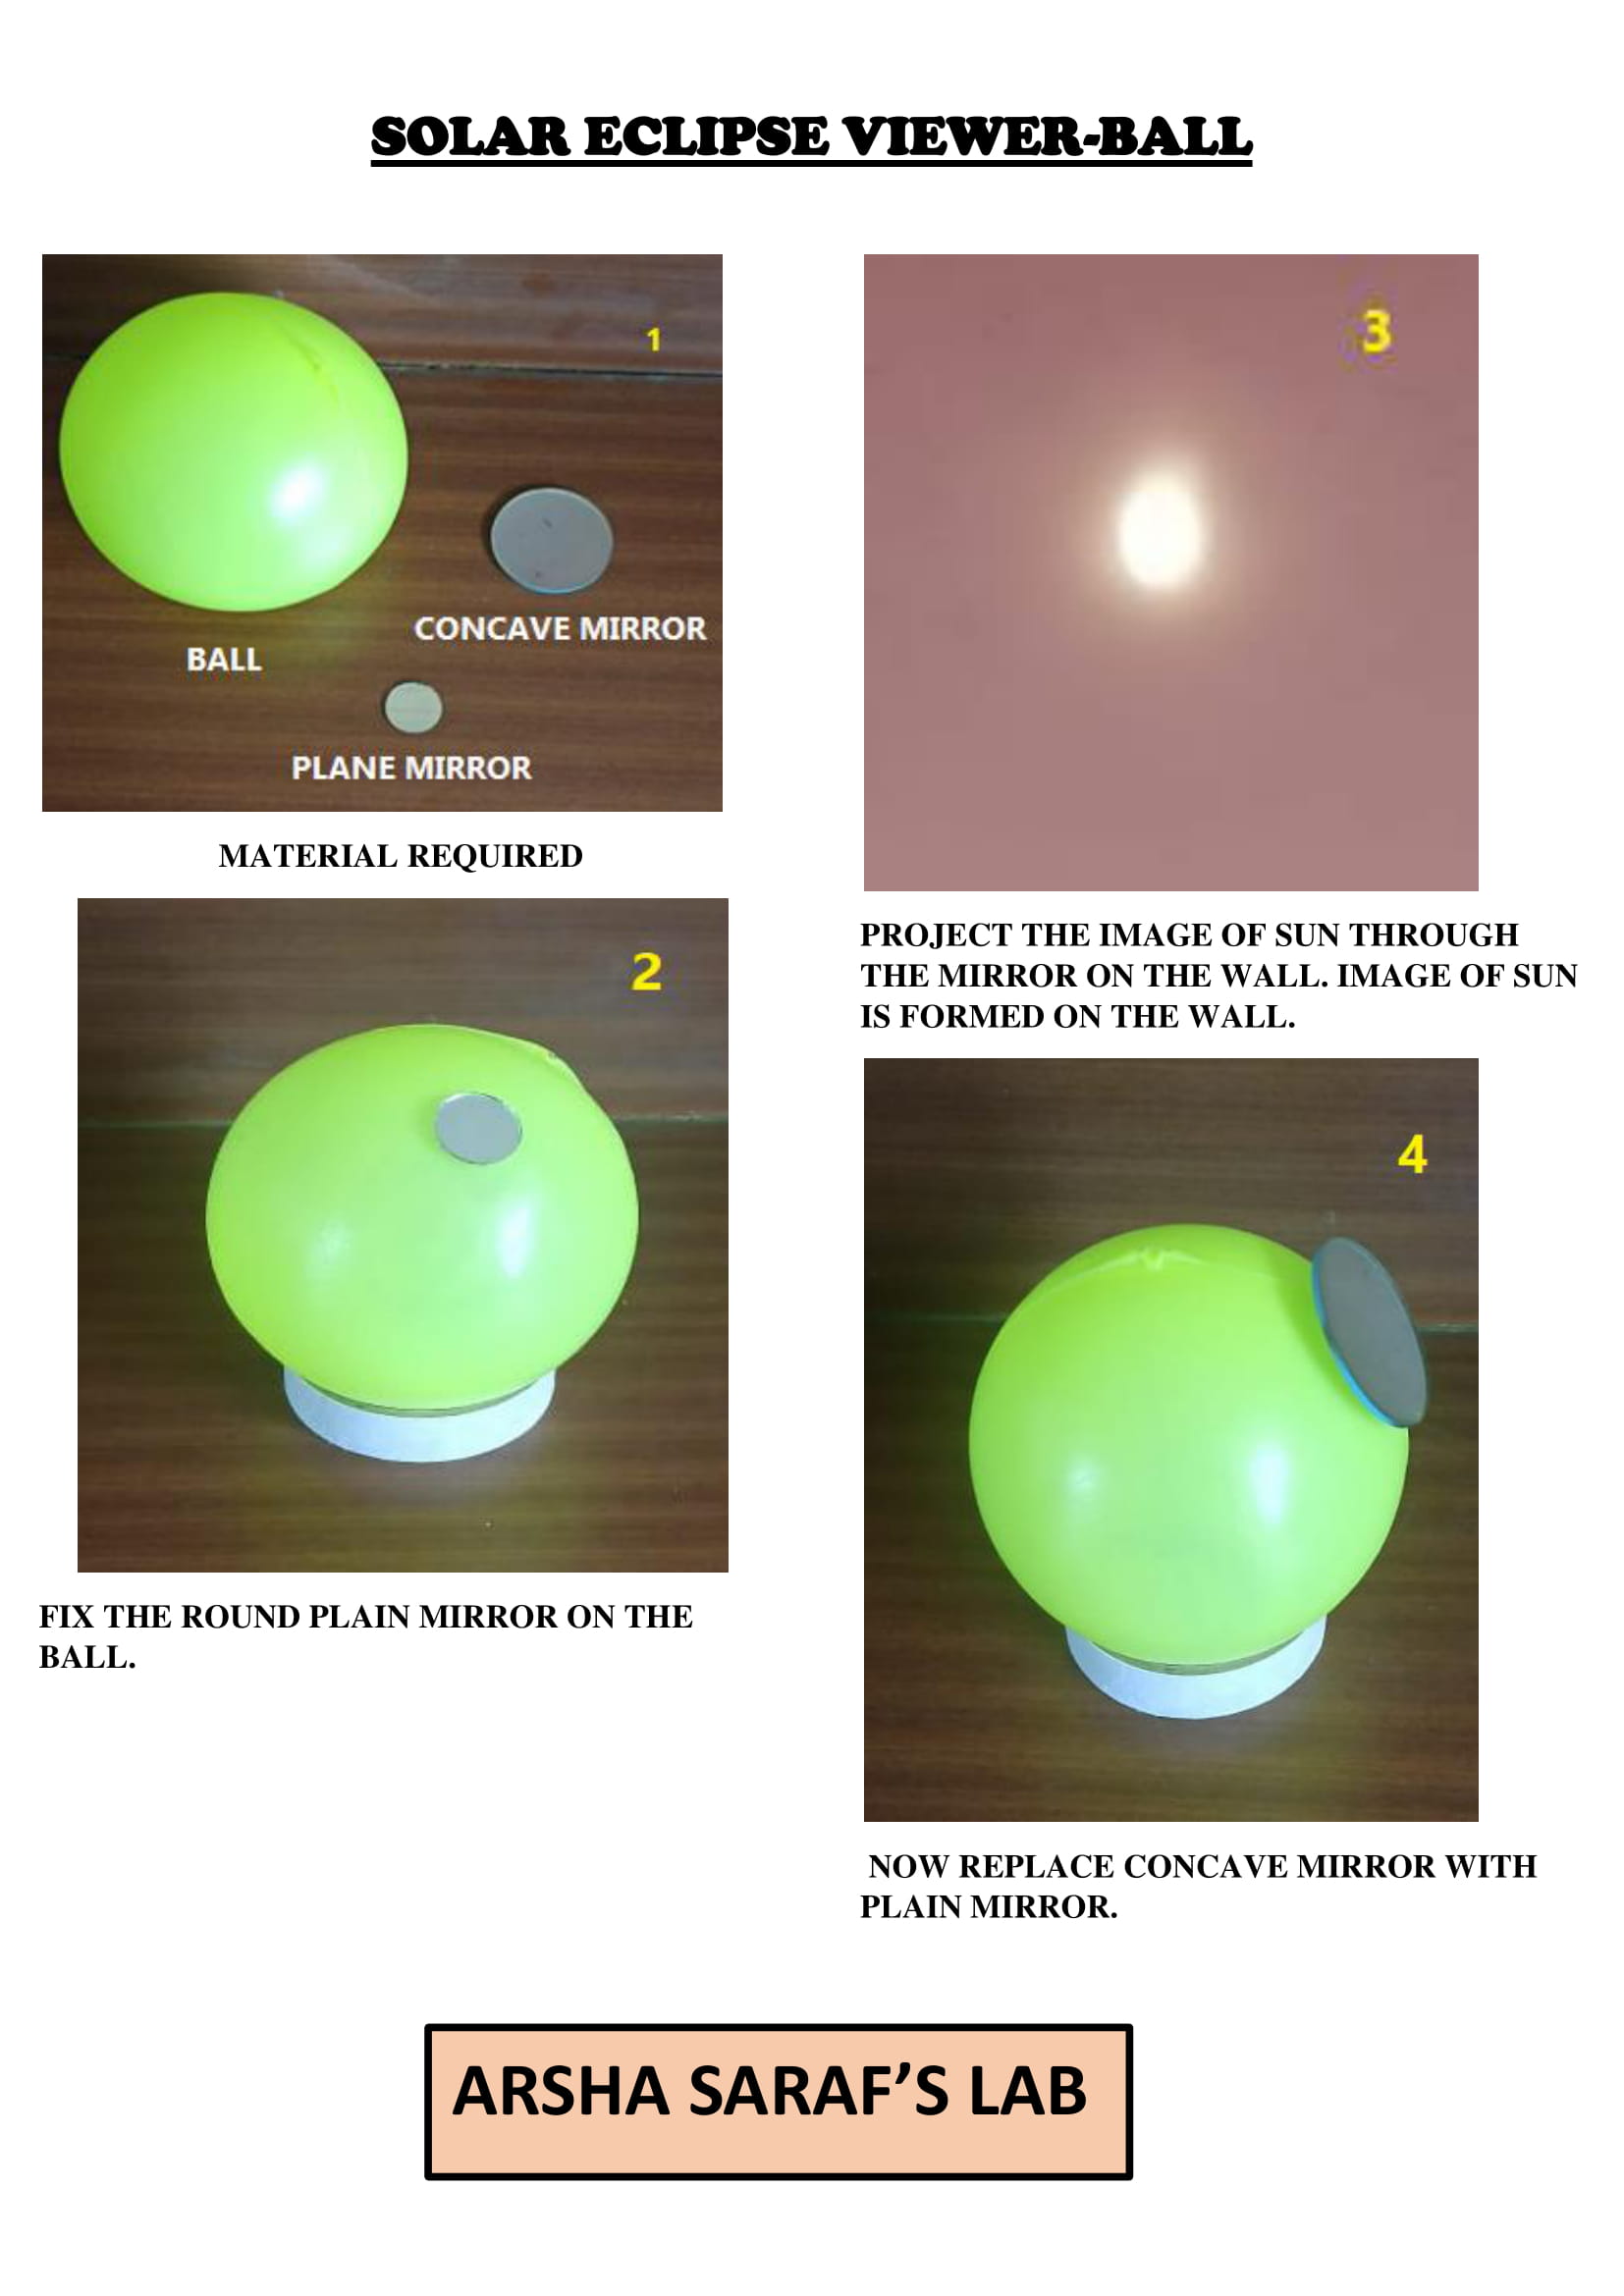 SOLAR ECLIPSE VIEWER-BALL
1
BALL
CONCAVE MIRROR
PLANE MIRROR
MATERIAL REQUIRED
2
FIX THE ROUND PLAIN MIRROR ON THE
BALL.
3
PROJECT THE IMAGE OF SUN THROUGH
THE MIRROR ON THE WALL. IMAGE OF SUN
IS FORMED ON THE WALL.
4
NOW REPLACE CONCAVE MIRROR WITH
PLAIN MIRROR.
ARSHA SARAF’S LAB